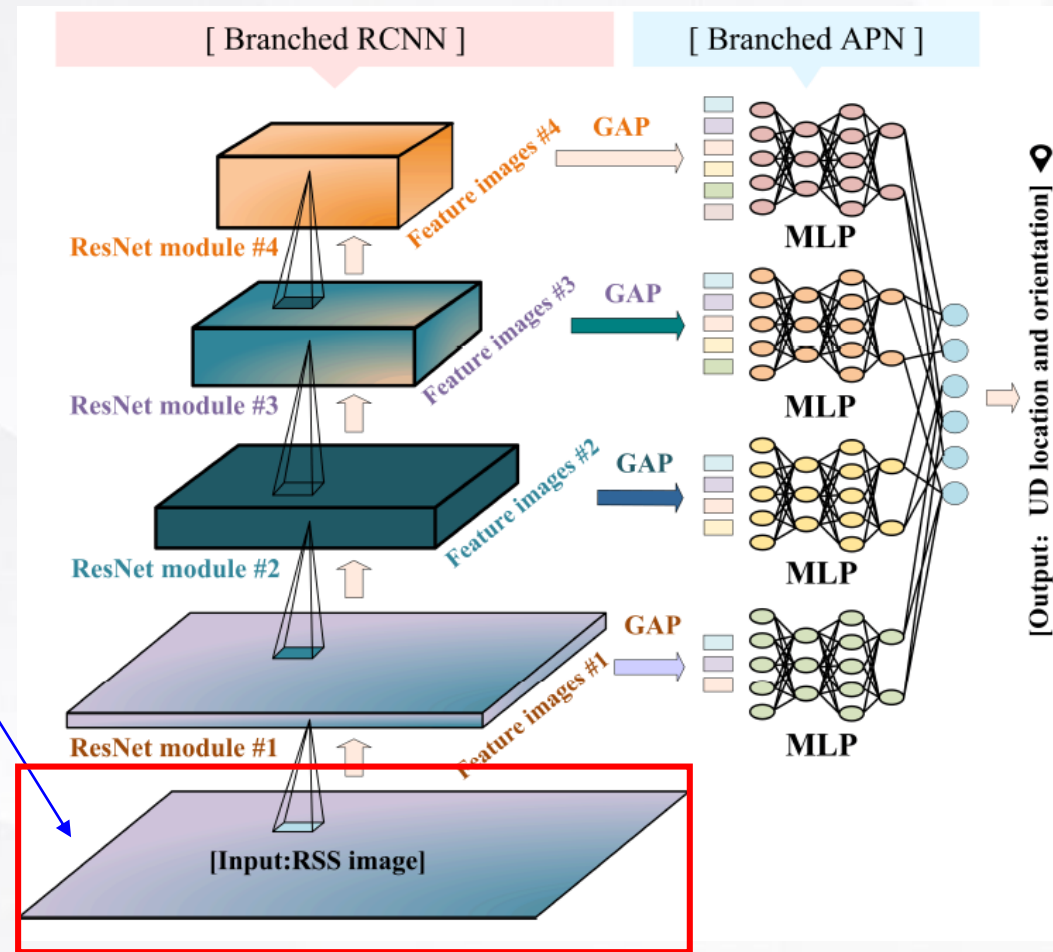 [ Branched RCNN ]
[ Branched APN ]
GAP
Feature images #4
ResNet module #4
MLP
GAP
Feature images #3
ResNet module #3
MLP
GAP
Feature images #2
ResNet module #2
MLP
GAP
Feature images #1
ResNet module #1
MLP
[Input:RSS image]
[Output: UD location and orientation]